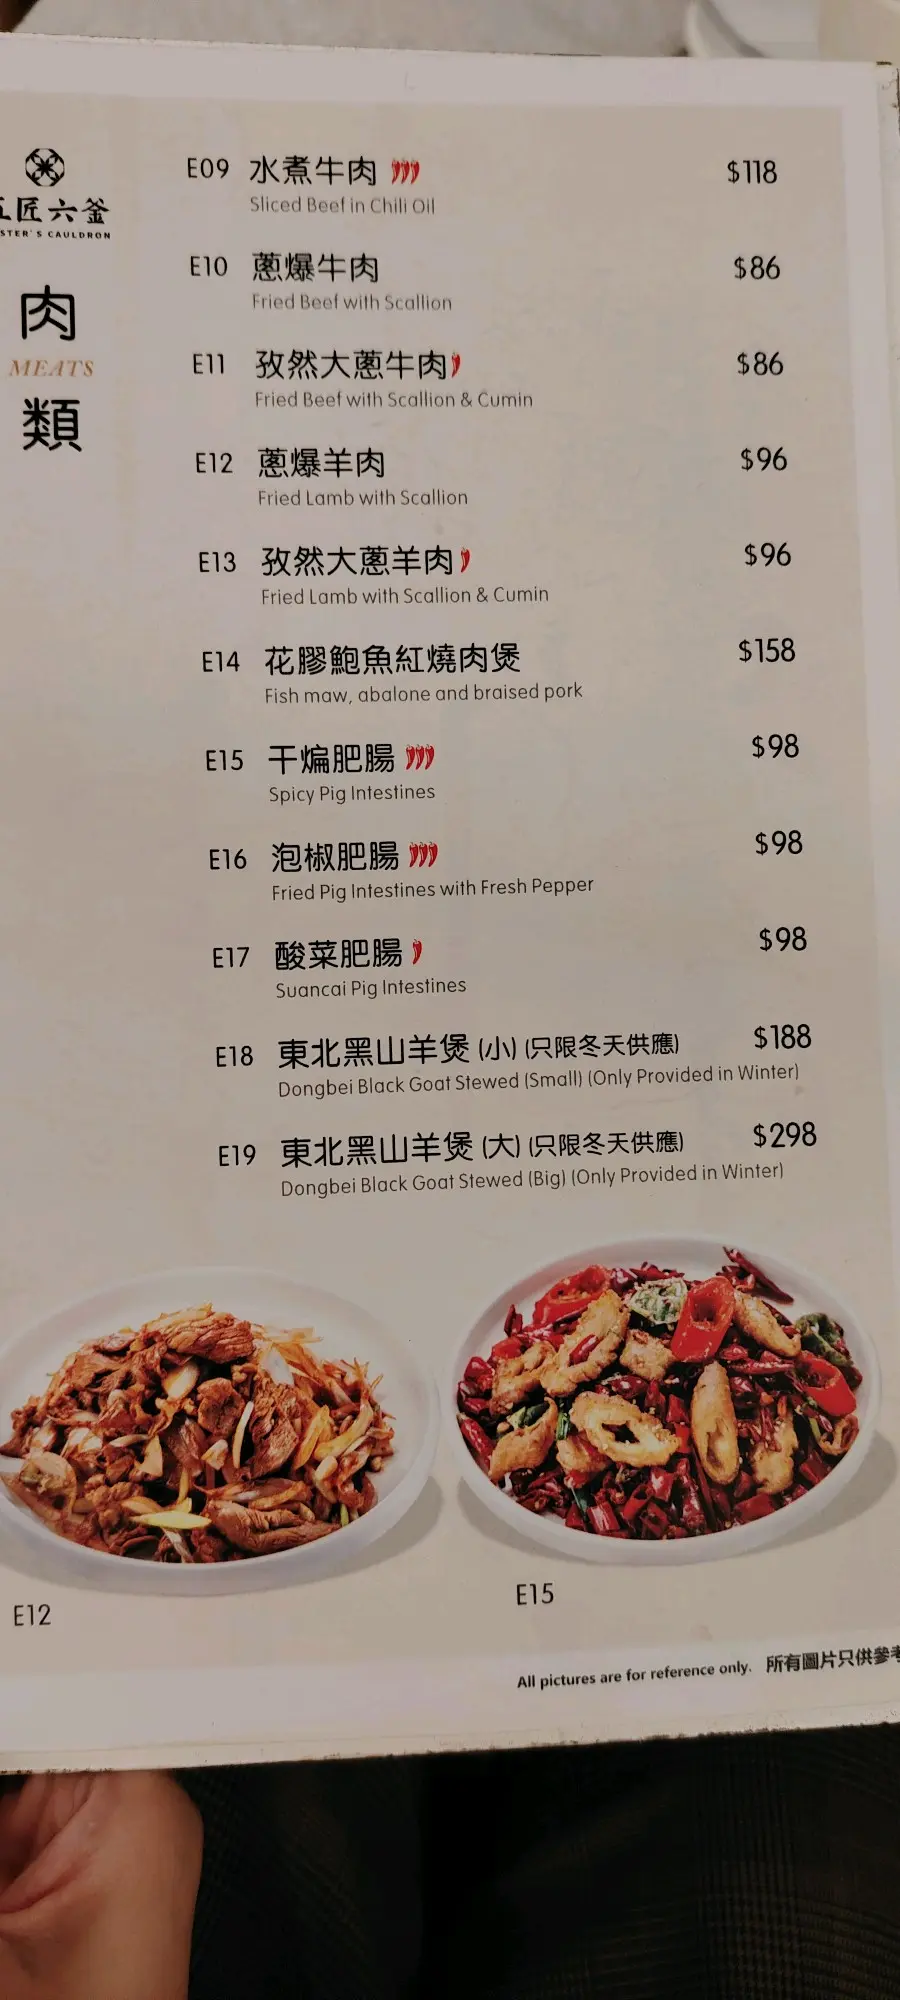 匠六釜
STER'S CAULDRON
肉
MEATS
類
E09 水煮牛肉 $118
Sliced Beef in Chili Oil
E10 蔥爆牛肉 $86
Fried Beef with Scallion
E11 孜然大蔥牛肉 $86
Fried Beef with Scallion & Cumin
E12 蔥爆羊肉 $96
Fried Lamb with Scallion
E13 孜然大蔥羊肉 $96
Fried Lamb with Scallion & Cumin
E14 花膠鮑魚紅燒肉煲 $158
Fish maw, abalone and braised pork
E15 干煸肥腸 $98
Spicy Pig Intestines
E16 泡椒肥腸 $98
Fried Pig Intestines with Fresh Pepper
E17 酸菜肥腸 $98
Suancai Pig Intestines
E18 東北黑山羊煲 (小) (只限冬天供應) $188
Dongbei Black Goat Stewed (Small) (Only Provided in Winter)
E19 東北黑山羊煲 (大) (只限冬天供應) $298
Dongbei Black Goat Stewed (Big) (Only Provided in Winter)
E12
E15
All pictures are for reference only. 所有圖片只供參考